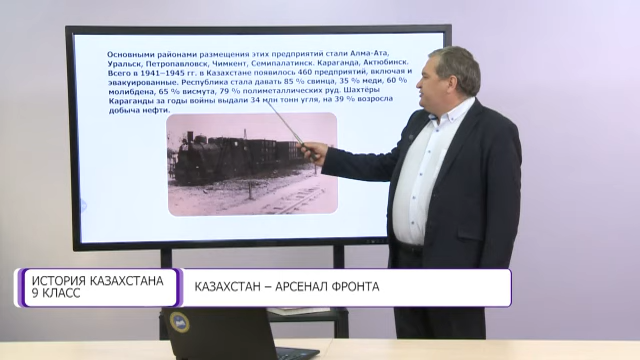 Основными районами размещения этих предприятий стали Алма-Ата,
Уральск, Петропавловск, Чимкент, Семипалатинск. Караганда, Актюбинск.
Всего в 1941–1945 гг. в Казахстане появилось 460 предприятий, включая и
эвакуированные. Республика стала давать 85 % свинца, 35 % меди, 60 %
молибдена, 65 % висмута, 79 % полиметаллических руд. Шахтёры
Караганды за годы войны выдали 34 млн тонн угля, на 39 % возросла
добыча нефти.
ИСТОРИЯ КАЗАХСТАНА
9 КЛАСС
КАЗАХСТАН – АРСЕНАЛ ФРОНТА